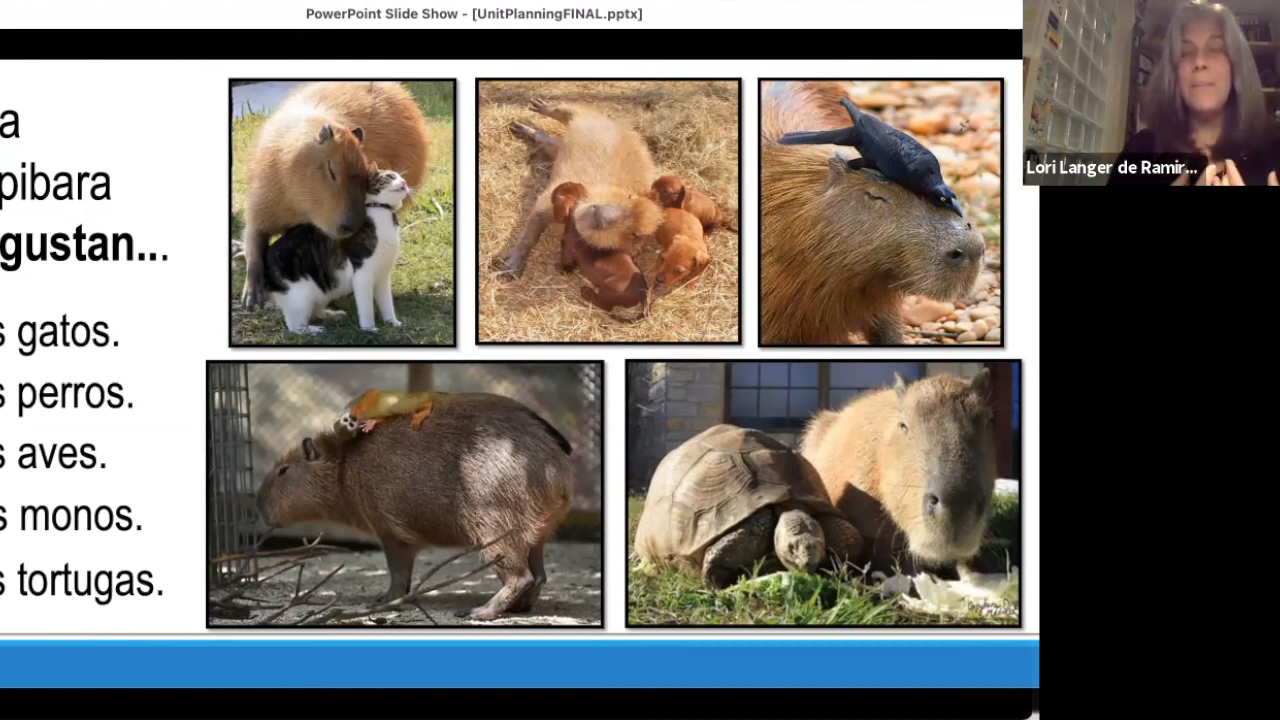 PowerPoint Slide Show - [UnitPlanningFINAL.pptx]
Lori Langer de Ramir...
a
pibara
gustan...
s gatos.
s perros.
s aves.
s monos.
s tortugas.